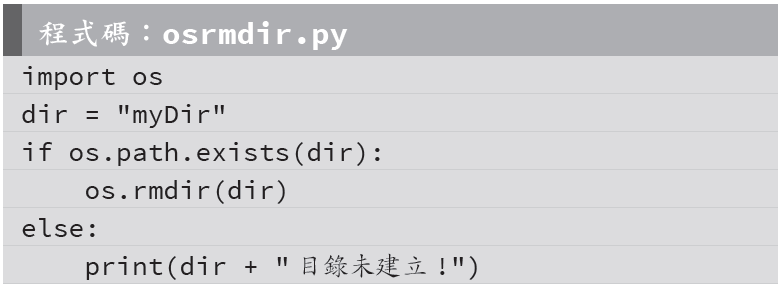 程式碼：osrmdir.py
import os
dir = "myDir"
if os.path.exists(dir):
    os.rmdir(dir)
else:
    print(dir + " 目錄未建立 !")